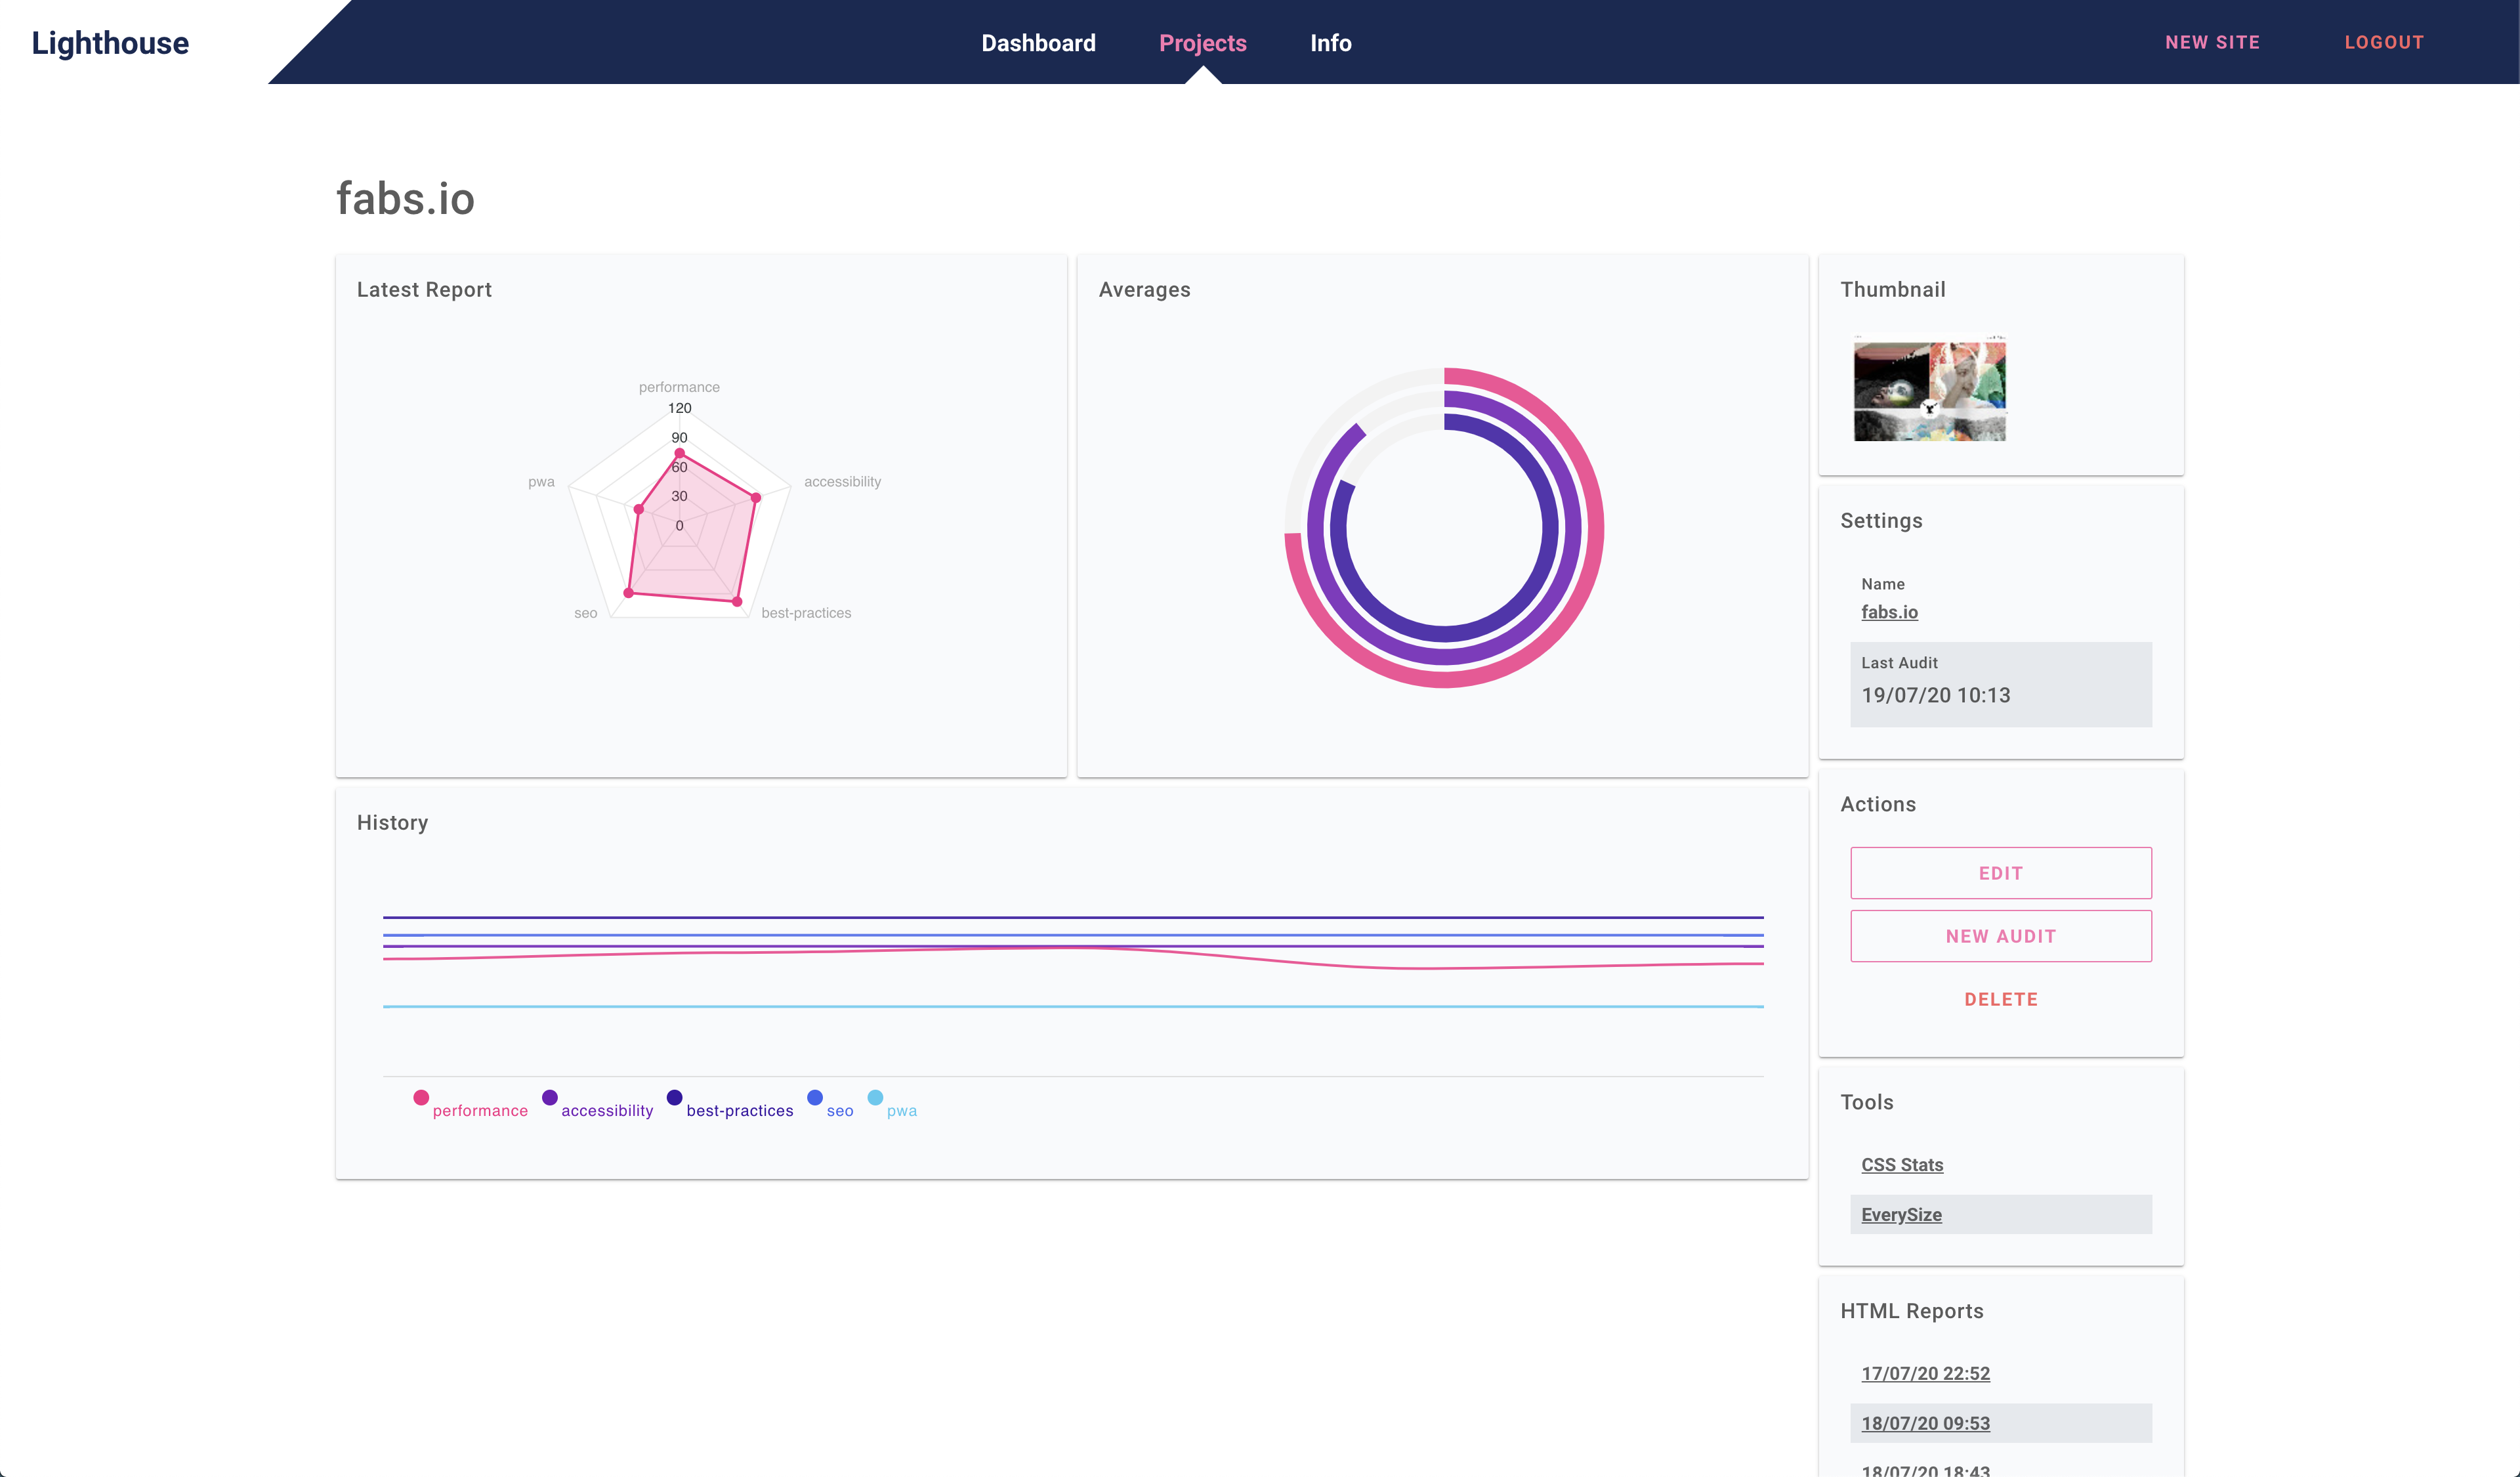 Lighthouse
Dashboard
Projects
Info
NEW SITE
LOGOUT
fabs.io
Latest Report
performance
120
90
60
30
0
pwa
accessibility
seo
best-practices
Averages
Thumbnail
Settings
Name
fabs.io
Last Audit
19/07/20 10:13
Actions
EDIT
NEW AUDIT
DELETE
History
performance
accessibility
best-practices
seo
pwa
Tools
CSS Stats
EverySize
HTML Reports
17/07/20 22:52
18/07/20 09:53
18/07/20 18:43